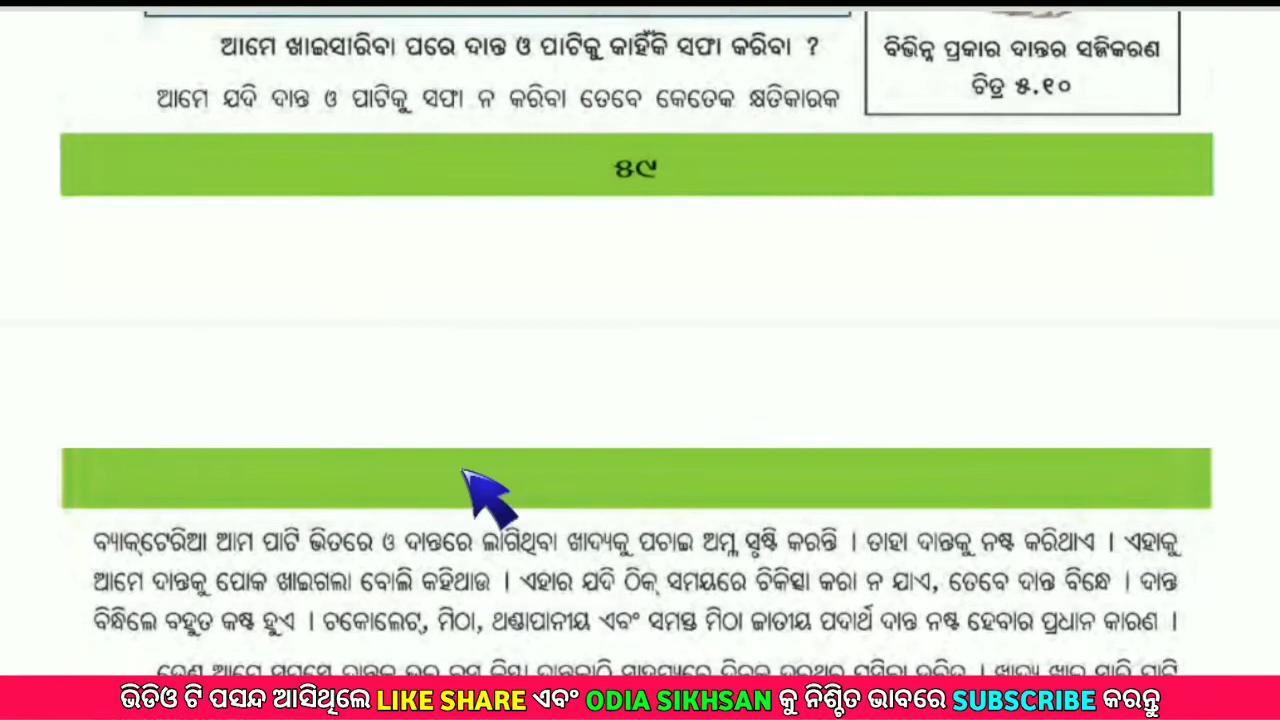 ଆମେ ଖାଇସାରିବା ପରେ ଦାନ୍ତ ଓ ପାଟିକୁ କାହିଁକି ସଫା କରିବା ?
ଆମେ ଯଦି ଦାନ୍ତ ଓ ପାଟିକୁ ସଫା ନ କରିବା ତେବେ କେତେକ କ୍ଷତିକାରକ
ବିଭିନ୍ନ ପ୍ରକାର ଦାନ୍ତର ସଜ୍ଜିକରଣ
ଚିତ୍ର ୫.୧୦
୫୯
ବ୍ୟାକ୍‌ଟେରିଆ ଆମ ପାଟି ଭିତରେ ଓ ଦାନ୍ତରେ ଲାଗିଥିବା ଖାଦ୍ୟକୁ ପଚାଇ ଅମ୍ଳ ସୃଷ୍ଟି କରନ୍ତି । ତାହା ଦାନ୍ତକୁ ନଷ୍ଟ କରିଥାଏ । ଏହାକୁ
ଆମେ ଦାନ୍ତକୁ ପୋକ ଖାଇଗଲା ବୋଲି କହିଥାଉ । ଏହାର ଯଦି ଠିକ୍ ସମୟରେ ଚିକିତ୍ସା କରା ନ ଯାଏ, ତେବେ ଦାନ୍ତ ବିନ୍ଧେ । ଦାନ୍ତ
ବିନ୍ଧିଲେ ବହୁତ କଷ୍ଟ ହୁଏ । ଚକୋଲେଟ୍, ମିଠା, ଥଣ୍ଡାପାନୀୟ ଏବଂ ସମସ୍ତ ମିଠା ଜାତୀୟ ପଦାର୍ଥ ଦାନ୍ତ ନଷ୍ଟ ହେବାର ପ୍ରଧାନ କାରଣ ।
ଭିଡିଓ ଟି ପସନ୍ଦ ଆସିଥିଲେ LIKE SHARE ଏବଂ ODIA SIKHSAN କୁ ନିଶ୍ଚିତ ଭାବରେ SUBSCRIBE କରନ୍ତୁ